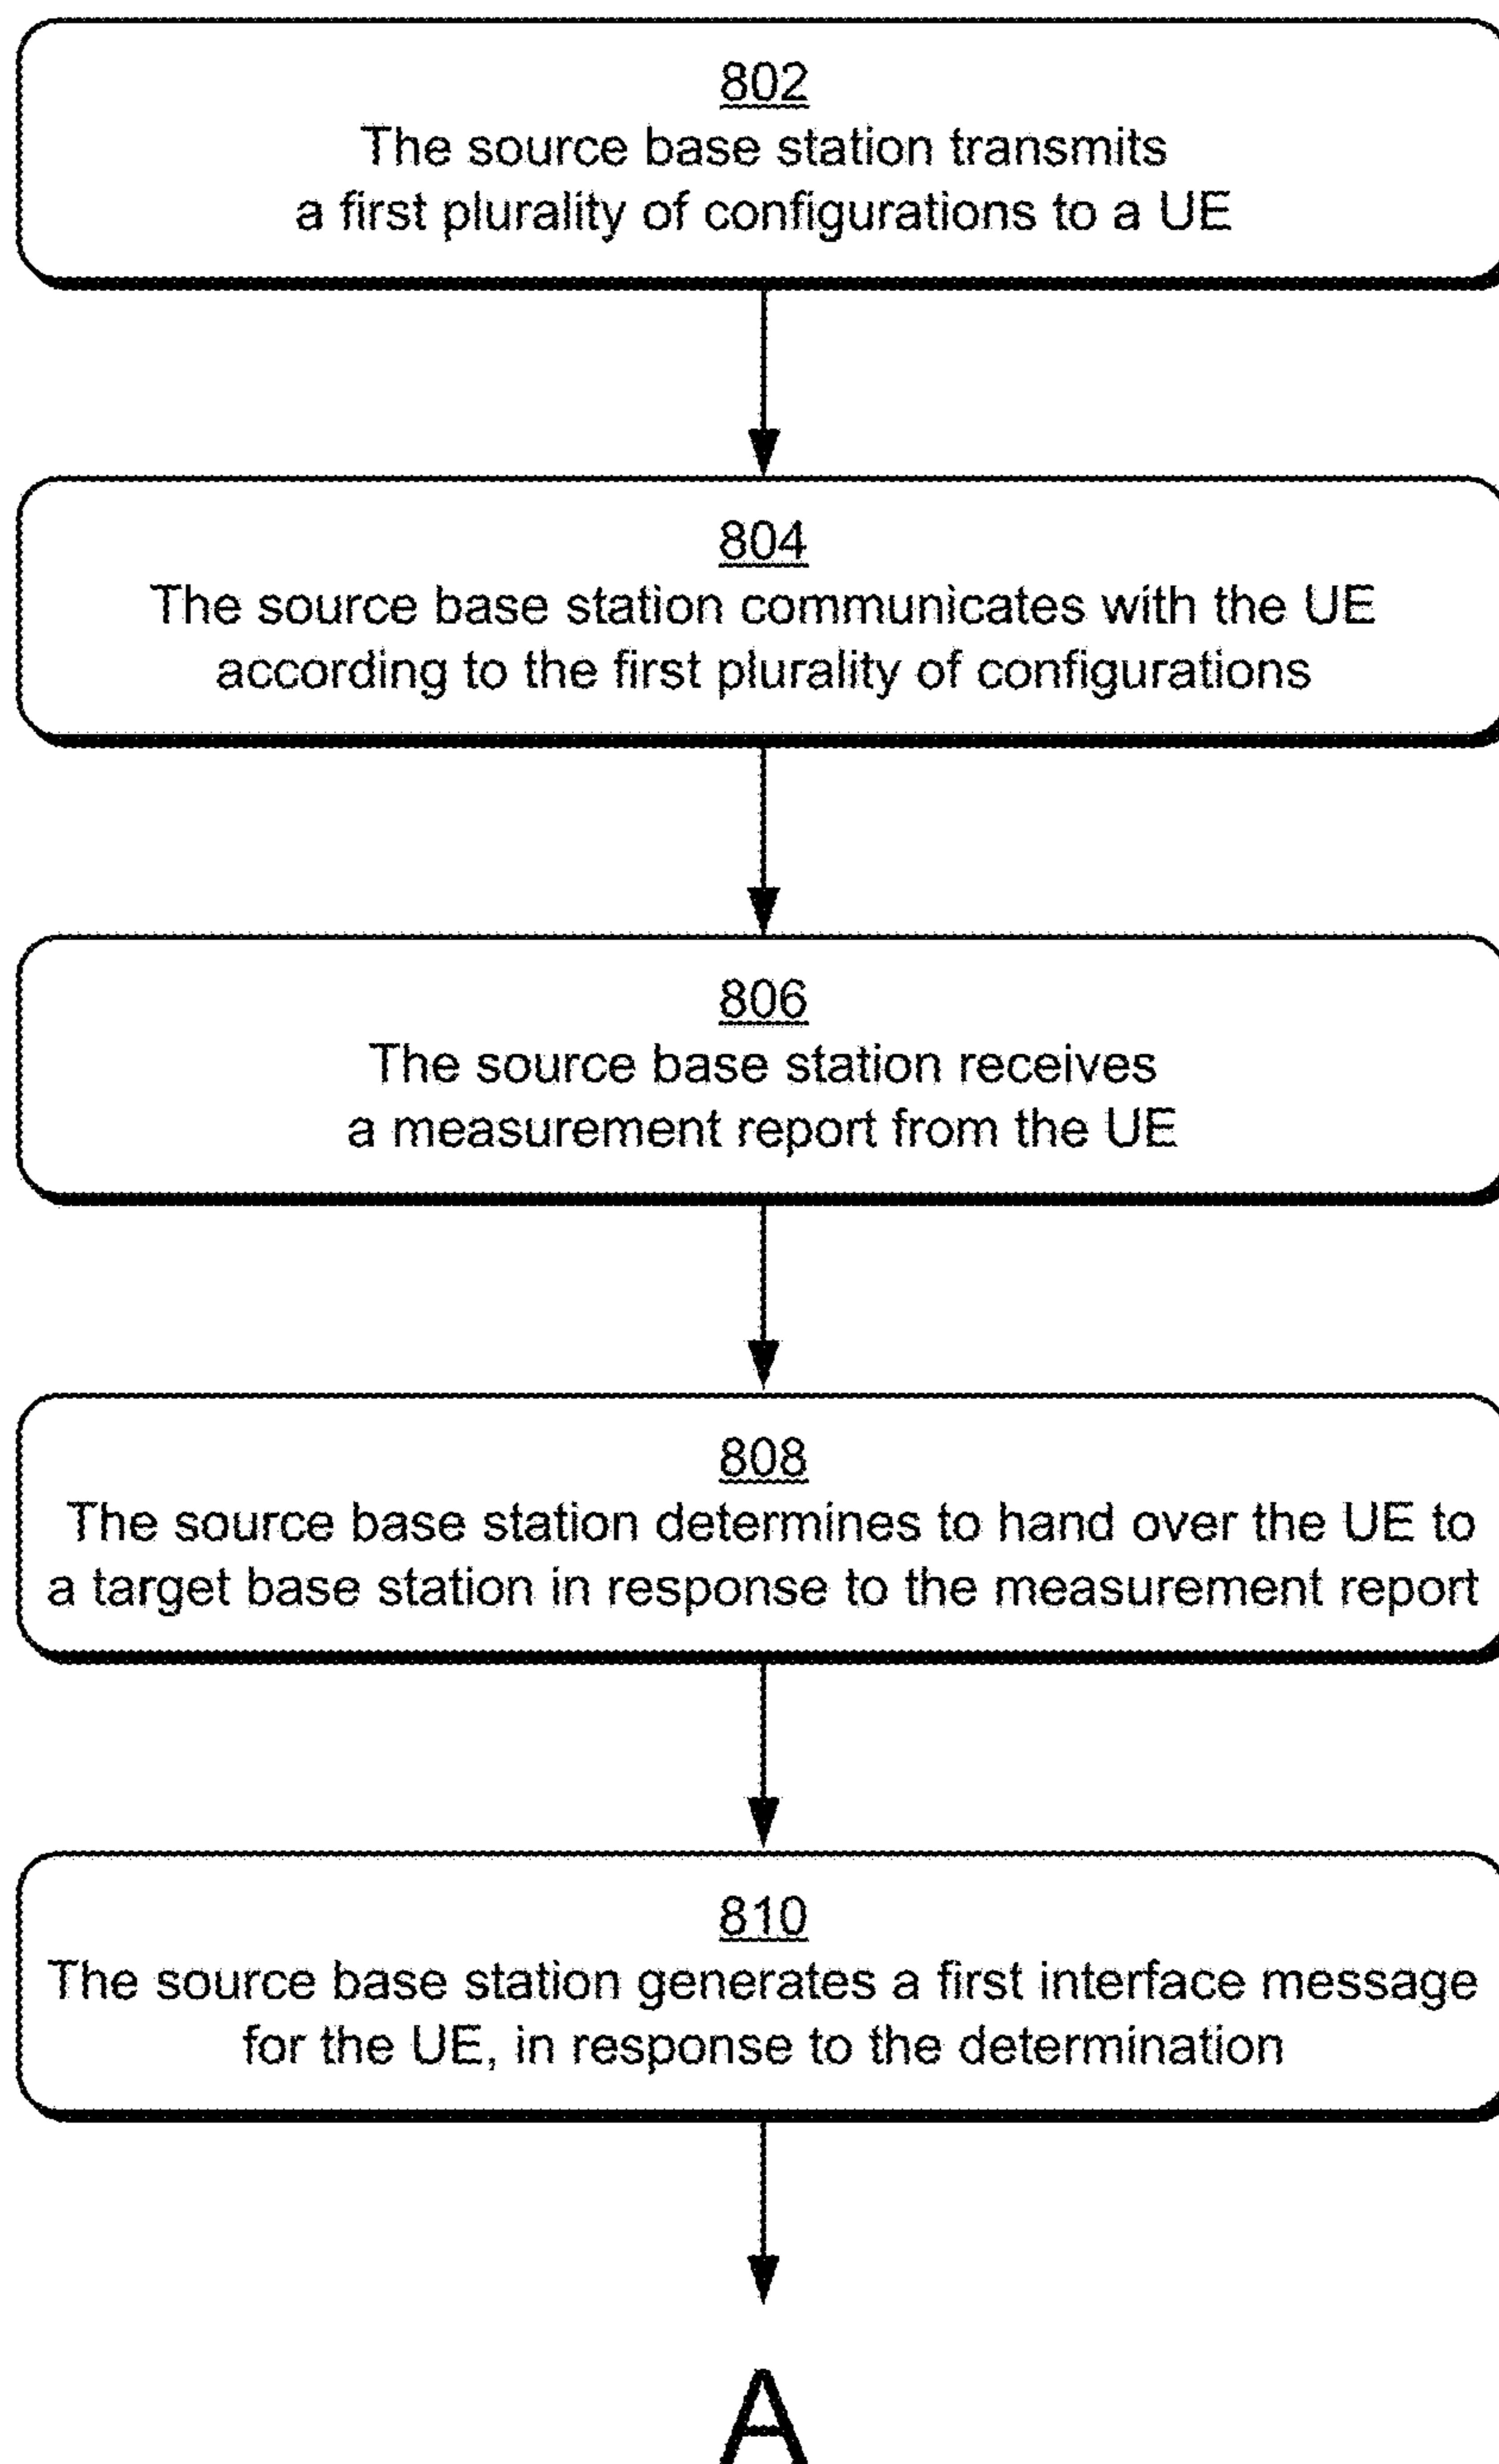 802
The source base station transmits
a first plurality of configurations to a UE
804
The source base station communicates with the UE
according to the first plurality of configurations
806
The source base station receives
a measurement report from the UE
808
The source base station determines to hand over the UE to
a target base station in response to the measurement report
810
The source base station generates a first interface message
for the UE, in response to the determination
A